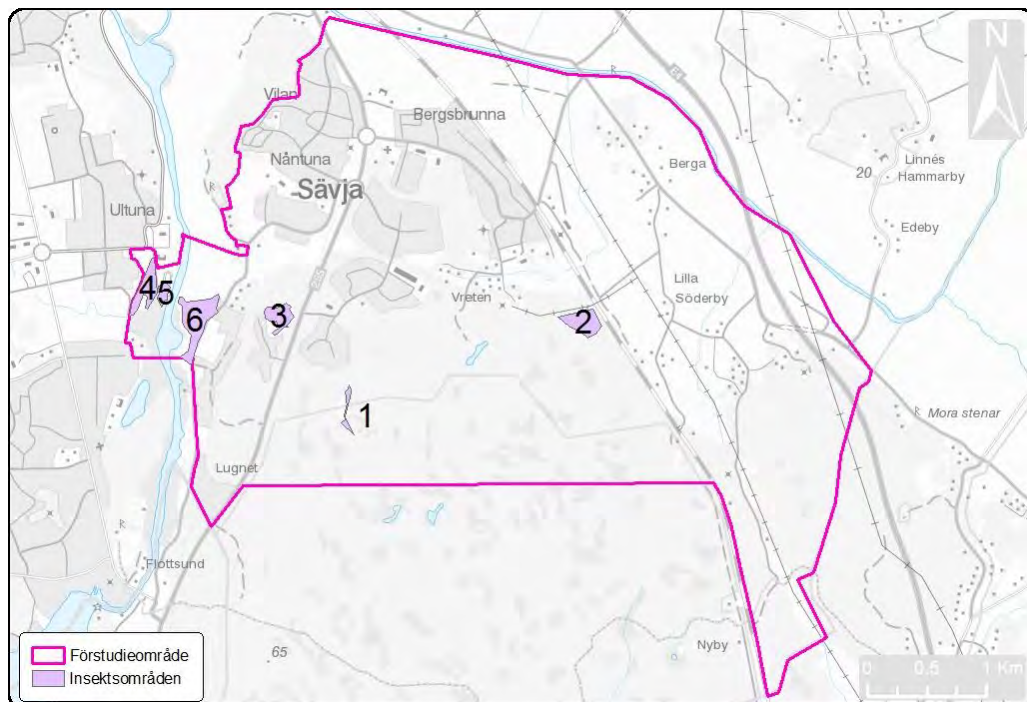 N
E4
Vilan
Bergsbrunna
Nåntuna
Sävja
R
Berga
20
Linnés
Hammarby
Ultuna
R
Edeby
4
5
6
3
Vreten
2
Lilla
Söderby
1
R Mora stenar
Lugnet
R
Flottsund
65
Nyby
Förstudieområde
Insektsområden
0 0.5 1 Km